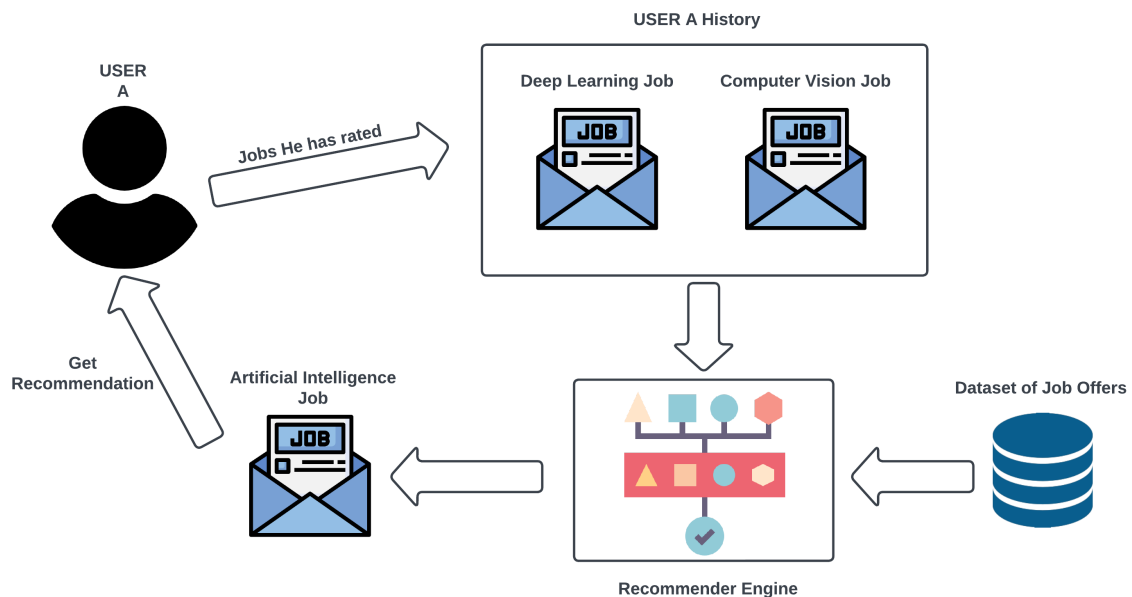 USER A History
USER
A
Jobs He has rated
Deep Learning Job
Computer Vision Job
JOB
JOB
Get
Recommendation
Artificial Intelligence
Job
JOB
Dataset of Job Offers
Recommender Engine